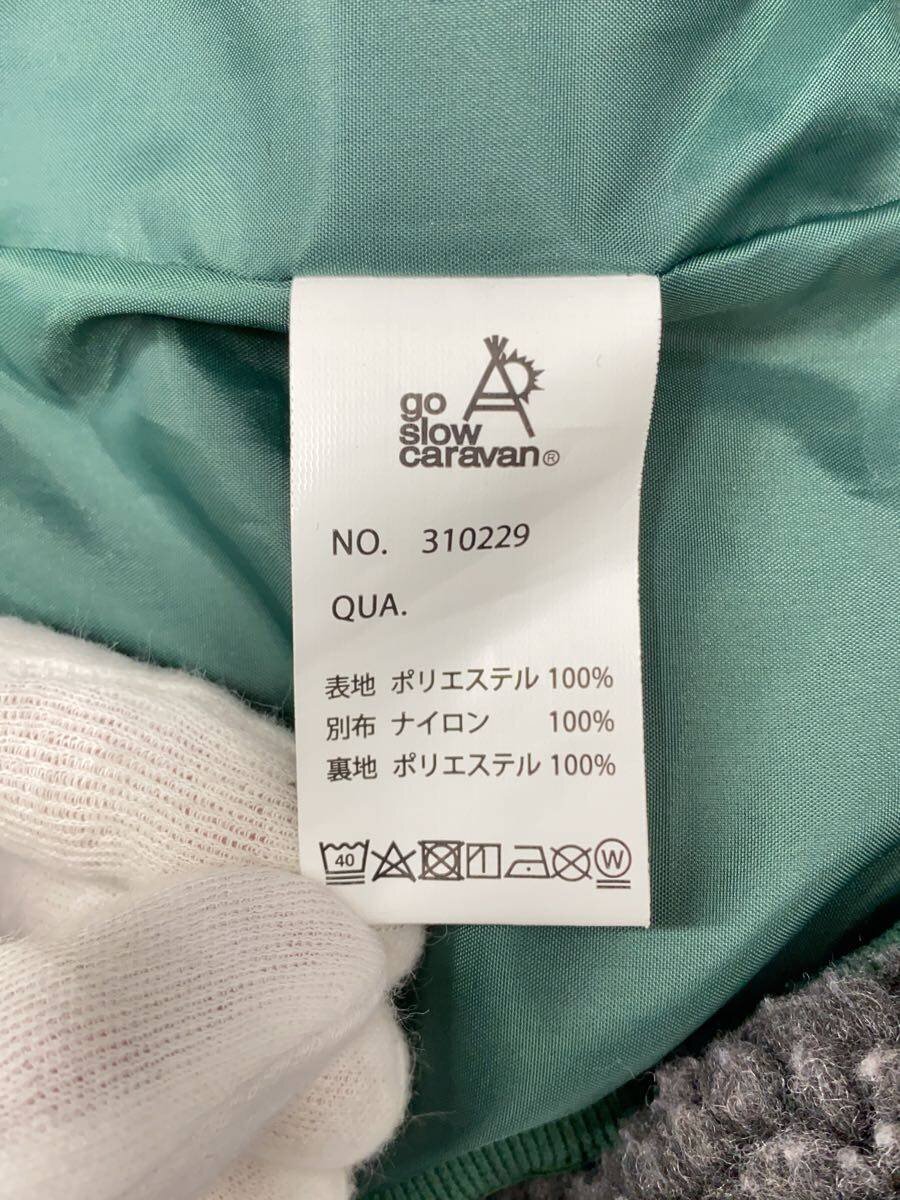 go
slow
caravan®
NO. 310229
QUA.
表地 ポリエステル 100%
別布 ナイロン 100%
裏地 ポリエステル 100%
40 W